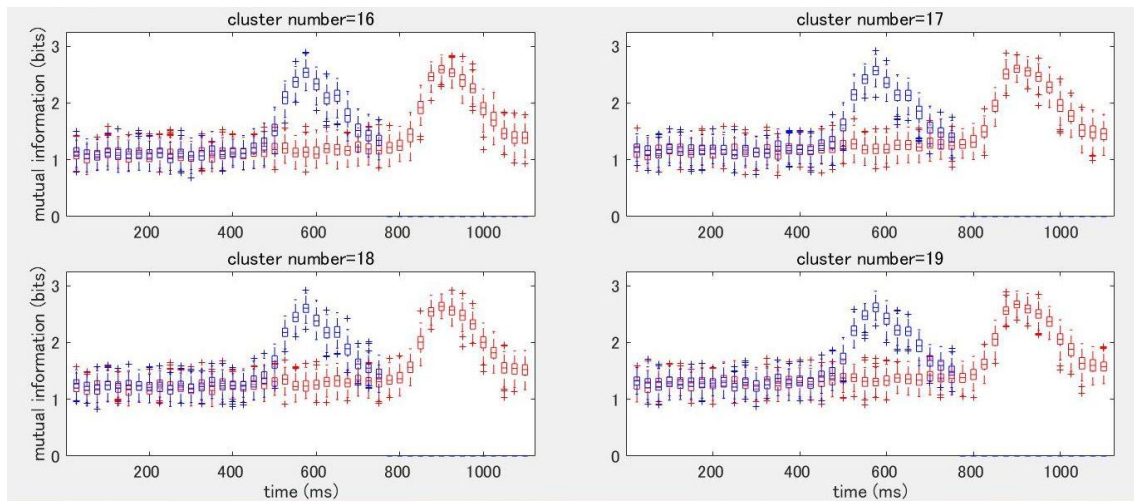 cluster number=16
cluster number=17
mutual information (bits)
3
2
1
0
200 400 600 800 1000
3
2
1
0
200 400 600 800 1000
cluster number=18
cluster number=19
mutual information (bits)
3
2
1
0
200 400 600 800 1000
time (ms)
3
2
1
0
200 400 600 800 1000
time (ms)